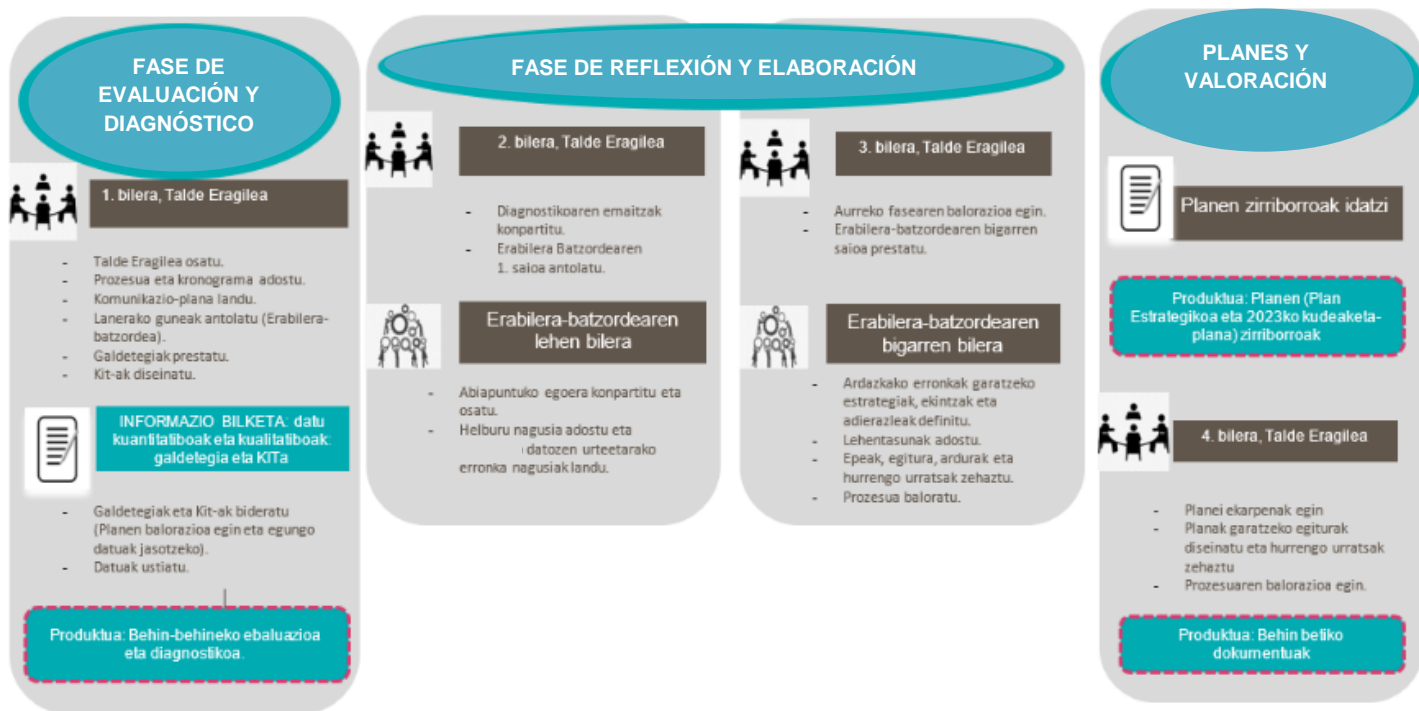 FASE DE
EVALUACIÓN Y
DIAGNÓSTICO
1. bilera, Talde Eragilea
- Talde Eragilea osatu.
- Prozesua eta kronograma adostu.
- Komunikazio-plana landu.
- Lanerako guneak antolatu (Erabilera-
batzordea).
- Galdetegiak prestatu.
- Kit-ak diseinatu.
INFORMAZIO BILKETA: datu
kuantitatiboak eta kualitatiboak:
galdetegia eta KITa
- Galdetegiak eta Kit-ak bideratu
(Planen balorazioa egin eta egungo
datuak jasotzeko).
- Datuak ustiatu.
Produktua: Behin-behineko ebaluazioa
eta diagnostikoa.
FASE DE REFLEXIÓN Y ELABORACIÓN
2. bilera, Talde Eragilea
- Diagnostikoaren emaitzak
konpartitu.
- Erabilera Batzordearen
1. saioa antolatu.
Erabilera-batzordearen
lehen bilera
- Abiapuntuko egoera konpartitu eta
osatu.
- Helburu nagusia adostu eta
datozen urteetarako
erronka nagusiak landu.
3. bilera, Talde Eragilea
- Aurreko fasearen balorazioa egin.
- Erabilera-batzordearen bigarren
saioa prestatu.
Erabilera-batzordearen
bigarren bilera
- Ardazkako erronkak garatzeko
estrategiak, ekintzak eta
adierazleak definitu.
- Lehentasunak adostu.
- Epeak, egitura, ardurak eta
hurrengo urratsak zehaztu.
- Prozesua baloratu.
PLANES Y
VALORACIÓN
Planen zirriborroak idatzi
Produktua: Planen (Plan
Estrategikoa eta 2023ko kudeaketa-
plana) zirriborroak
4. bilera, Talde Eragilea
- Planei ekarpenak egin
- Planak garatzeko egiturak
diseinatu eta hurrengo urratsak
zehaztu
- Prozesuaren balorazioa egin.
Produktua: Behin betiko
dokumentuak